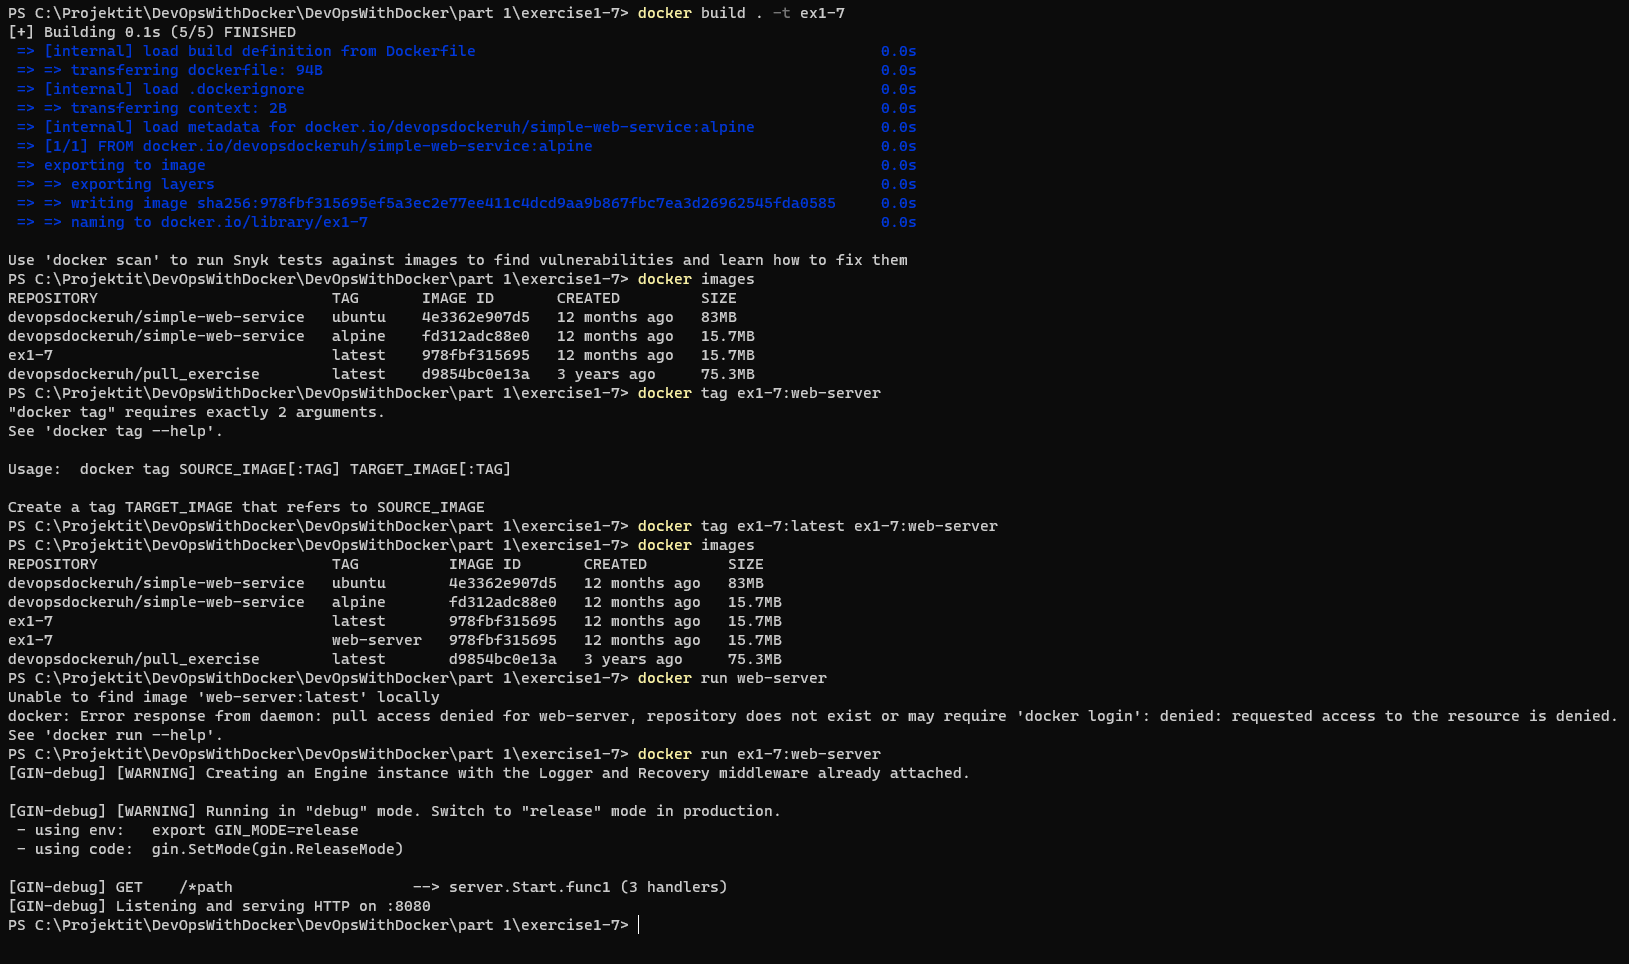 PS C:\Projektit\DevOpsWithDocker\DevOpsWithDocker\part 1\exercise1-7> docker build . -t ex1-7
[+] Building 0.1s (5/5) FINISHED
 => [internal] load build definition from Dockerfile                                             0.0s
 => => transferring dockerfile: 94B                                                              0.0s
 => [internal] load .dockerignore                                                                0.0s
 => => transferring context: 2B                                                                  0.0s
 => [internal] load metadata for docker.io/devopsdockeruh/simple-web-service:alpine              0.0s
 => [1/1] FROM docker.io/devopsdockeruh/simple-web-service:alpine                                0.0s
 => exporting to image                                                                           0.0s
 => => exporting layers                                                                          0.0s
 => => writing image sha256:978fbf315695ef5a3ec2e77ee411c4dcd9aa9b867fbc7ea3d26962545fda0585     0.0s
 => => naming to docker.io/library/ex1-7                                                         0.0s

Use 'docker scan' to run Snyk tests against images to find vulnerabilities and learn how to fix them
PS C:\Projektit\DevOpsWithDocker\DevOpsWithDocker\part 1\exercise1-7> docker images
REPOSITORY                          TAG       IMAGE ID       CREATED         SIZE
devopsdockeruh/simple-web-service   ubuntu    4e3362e907d5   12 months ago   83MB
devopsdockeruh/simple-web-service   alpine    fd312adc88e0   12 months ago   15.7MB
ex1-7                               latest    978fbf315695   12 months ago   15.7MB
devopsdockeruh/pull_exercise        latest    d9854bc0e13a   3 years ago     75.3MB
PS C:\Projektit\DevOpsWithDocker\DevOpsWithDocker\part 1\exercise1-7> docker tag ex1-7:web-server
"docker tag" requires exactly 2 arguments.
See 'docker tag --help'.

Usage:  docker tag SOURCE_IMAGE[:TAG] TARGET_IMAGE[:TAG]

Create a tag TARGET_IMAGE that refers to SOURCE_IMAGE
PS C:\Projektit\DevOpsWithDocker\DevOpsWithDocker\part 1\exercise1-7> docker tag ex1-7:latest ex1-7:web-server
PS C:\Projektit\DevOpsWithDocker\DevOpsWithDocker\part 1\exercise1-7> docker images
REPOSITORY                          TAG          IMAGE ID       CREATED         SIZE
devopsdockeruh/simple-web-service   ubuntu       4e3362e907d5   12 months ago   83MB
devopsdockeruh/simple-web-service   alpine       fd312adc88e0   12 months ago   15.7MB
ex1-7                               latest       978fbf315695   12 months ago   15.7MB
ex1-7                               web-server   978fbf315695   12 months ago   15.7MB
devopsdockeruh/pull_exercise        latest       d9854bc0e13a   3 years ago     75.3MB
PS C:\Projektit\DevOpsWithDocker\DevOpsWithDocker\part 1\exercise1-7> docker run web-server
Unable to find image 'web-server:latest' locally
docker: Error response from daemon: pull access denied for web-server, repository does not exist or may require 'docker login': denied: requested access to the resource is denied.
See 'docker run --help'.
PS C:\Projektit\DevOpsWithDocker\DevOpsWithDocker\part 1\exercise1-7> docker run ex1-7:web-server
[GIN-debug] [WARNING] Creating an Engine instance with the Logger and Recovery middleware already attached.

[GIN-debug] [WARNING] Running in "debug" mode. Switch to "release" mode in production.
 - using env:   export GIN_MODE=release
 - using code:  gin.SetMode(gin.ReleaseMode)

[GIN-debug] GET    /*path                    --> server.Start.func1 (3 handlers)
[GIN-debug] Listening and serving HTTP on :8080
PS C:\Projektit\DevOpsWithDocker\DevOpsWithDocker\part 1\exercise1-7>